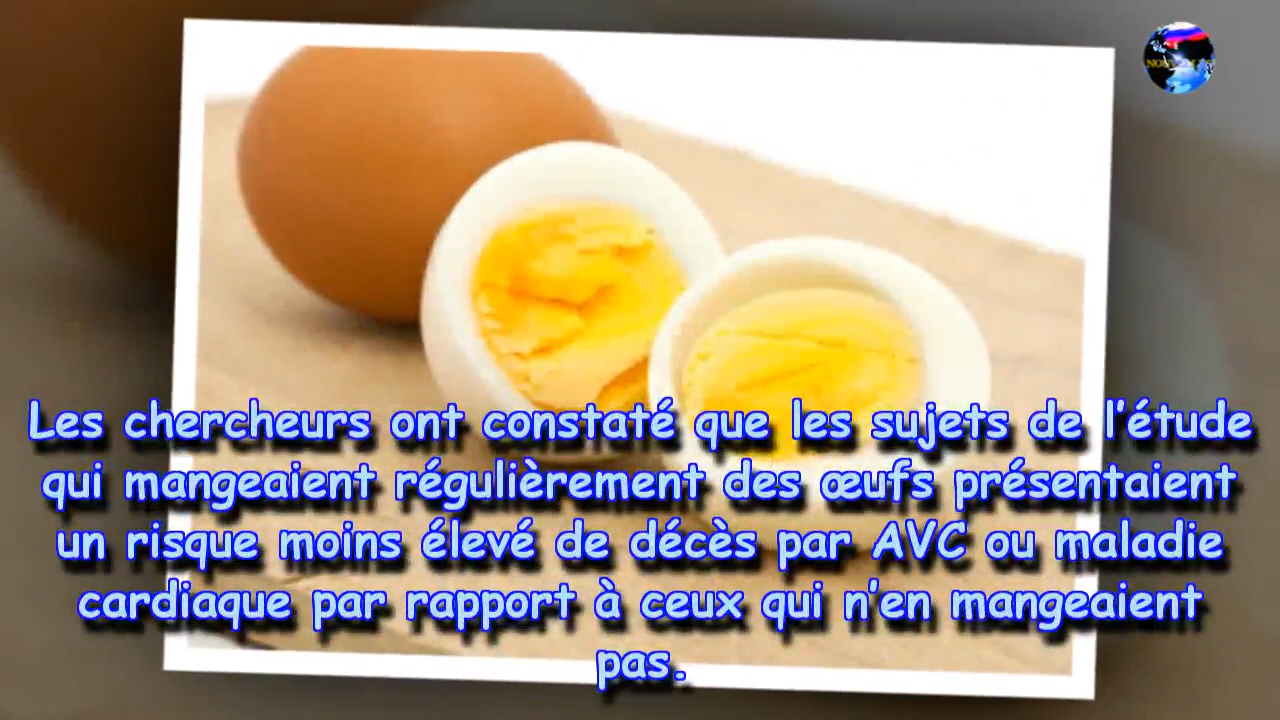 Les chercheurs ont constaté que les sujets de l'étude
qui mangeaient régulièrement des œufs présentaient
un risque moins élevé de décès par AVC ou maladie
cardiaque par rapport à ceux qui n'en mangeaient
pas.